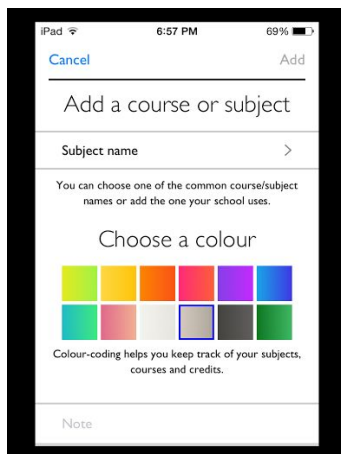 iPad 6:57 PM 69%
Cancel Add
Add a course or subject
Subject name
You can choose one of the common course/subject
names or add the one your school uses.
Choose a colour
Colour-coding helps you keep track of your subjects,
courses and credits.
Note